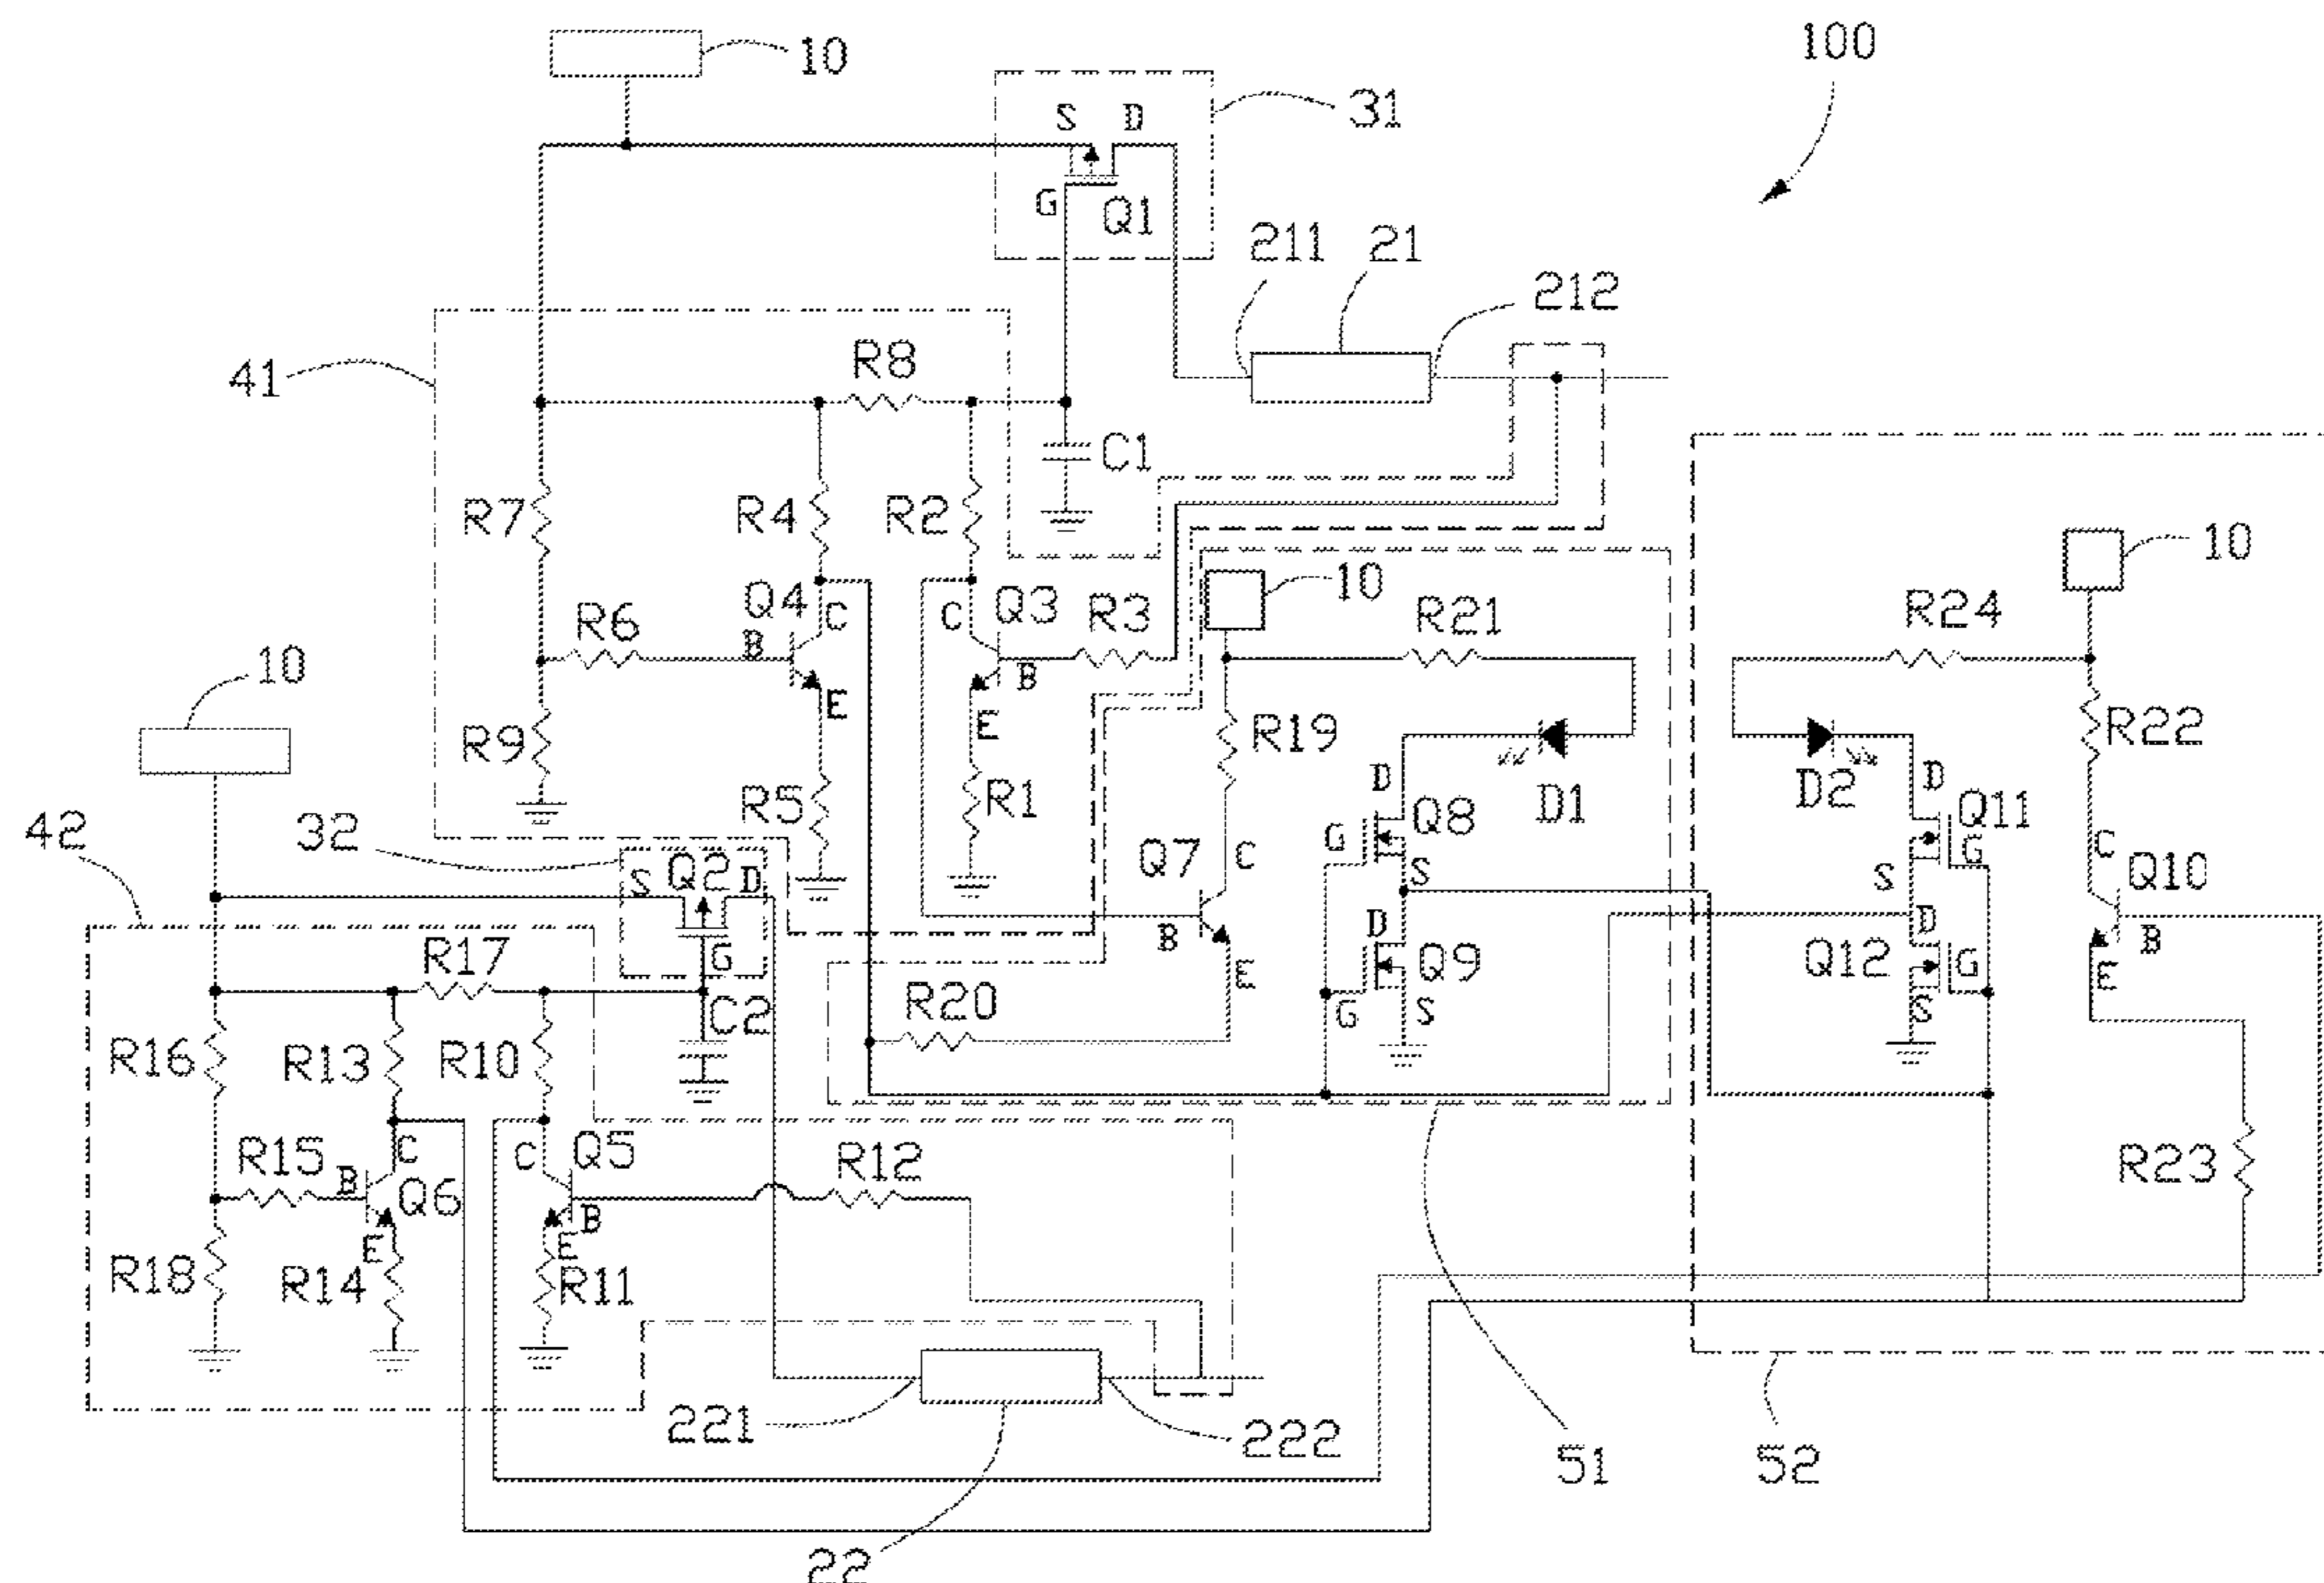 100
10
31
S D
G Q1
211 21 212
41
R8
C1
R7 R4 R2
10
10
Q4 C C Q3 R3 R21 R24
R6
B B
10
E E
R9 R19 R22
R5 R1
D D
D1 D2
42 32
Q8 Q11
G G
Q2
S D
Q7 C S S C Q10
B D D B
R17 G
Q9 Q12 G
E E
R20
G S S
C2
R16 R13 R10
C C Q5 R12
R15 B
Q6
B
R23
E E
R18 R14 R11
221 222
51 52
22